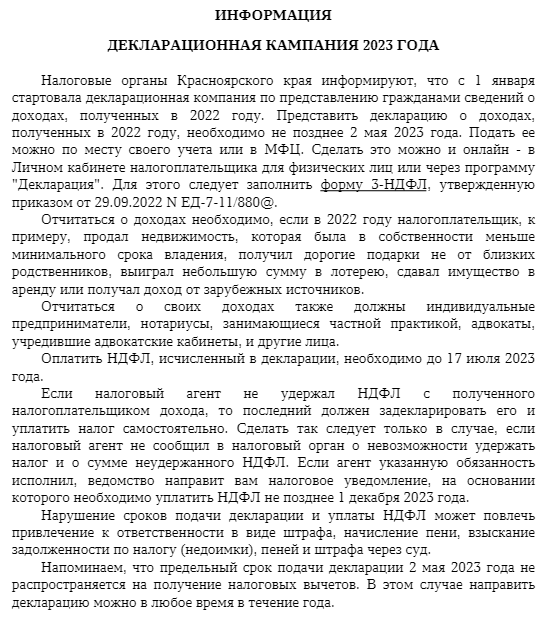 ИНФОРМАЦИЯ
ДЕКЛАРАЦИОННАЯ КАМПАНИЯ 2023 ГОДА
Налоговые органы Красноярского края информируют, что с 1 января
стартовала декларационная компания по представлению гражданами сведений о
доходах, полученных в 2022 году. Представить декларацию о доходах,
полученных в 2022 году, необходимо не позднее 2 мая 2023 года. Подать ее
можно по месту своего учета или в МФЦ. Сделать это можно и онлайн - в
Личном кабинете налогоплательщика для физических лиц или через программу
"Декларация". Для этого следует заполнить форму 3-НДФЛ, утвержденную
приказом от 29.09.2022 N ЕД-7-11/880@.
Отчитаться о доходах необходимо, если в 2022 году налогоплательщик, к
примеру, продал недвижимость, которая была в собственности меньше
минимального срока владения, получил дорогие подарки не от близких
родственников, выиграл небольшую сумму в лотерею, сдавал имущество в
аренду или получал доход от зарубежных источников.
Отчитаться о своих доходах также должны индивидуальные
предприниматели, нотариусы, занимающиеся частной практикой, адвокаты,
учредившие адвокатские кабинеты, и другие лица.
Оплатить НДФЛ, исчисленный в декларации, необходимо до 17 июля 2023
года.
Если налоговый агент не удержал НДФЛ с полученного
налогоплательщиком дохода, то последний должен задекларировать его и
уплатить налог самостоятельно. Сделать так следует только в случае, если
налоговый агент не сообщил в налоговый орган о невозможности удержать
налог и о сумме неудержанного НДФЛ. Если агент указанную обязанность
исполнил, ведомство направит вам налоговое уведомление, на основании
которого необходимо уплатить НДФЛ не позднее 1 декабря 2023 года.
Нарушение сроков подачи декларации и уплаты НДФЛ может повлечь
привлечение к ответственности в виде штрафа, начисление пени, взыскание
задолженности по налогу (недоимки), пеней и штрафа через суд.
Напоминаем, что предельный срок подачи декларации 2 мая 2023 года не
распространяется на получение налоговых вычетов. В этом случае направить
декларацию можно в любое время в течение года.